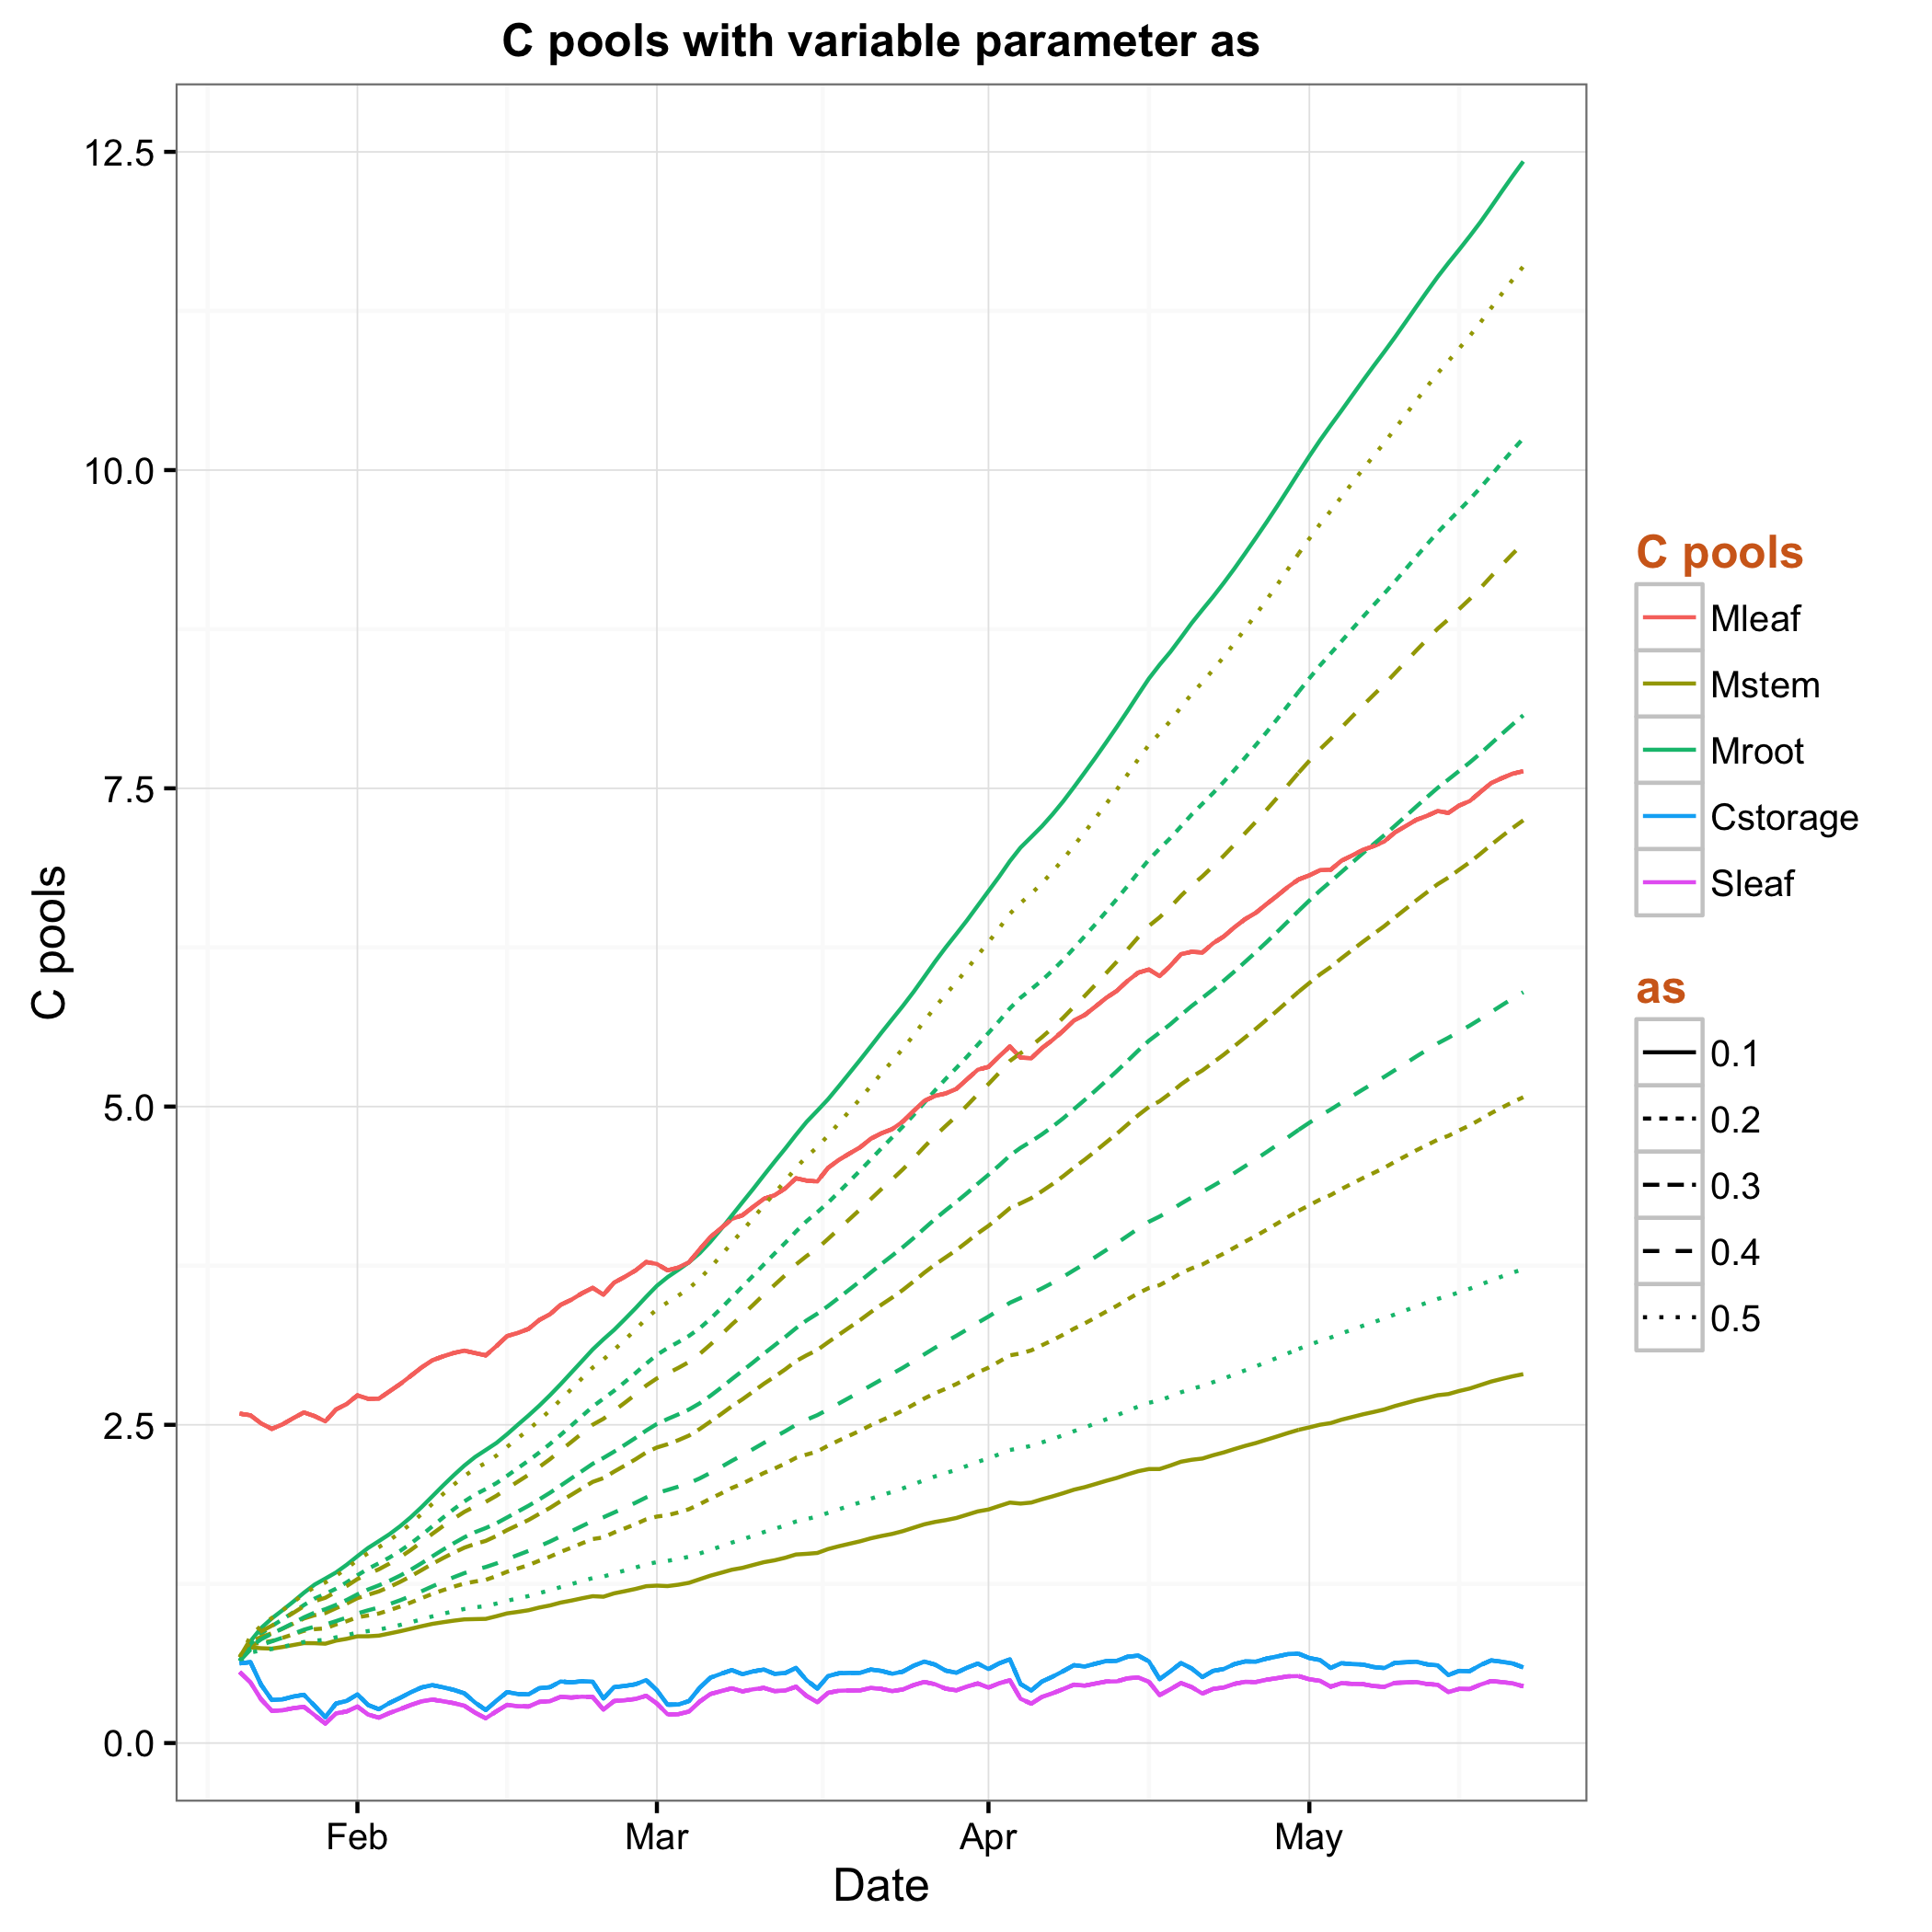 C pools with variable parameter as
C pools
12.5
10.0
7.5
5.0
2.5
0.0
Feb Mar Apr May
Date
C pools
Mleaf
Mstem
Mroot
Cstorage
Sleaf
as
0.1
0.2
0.3
0.4
0.5